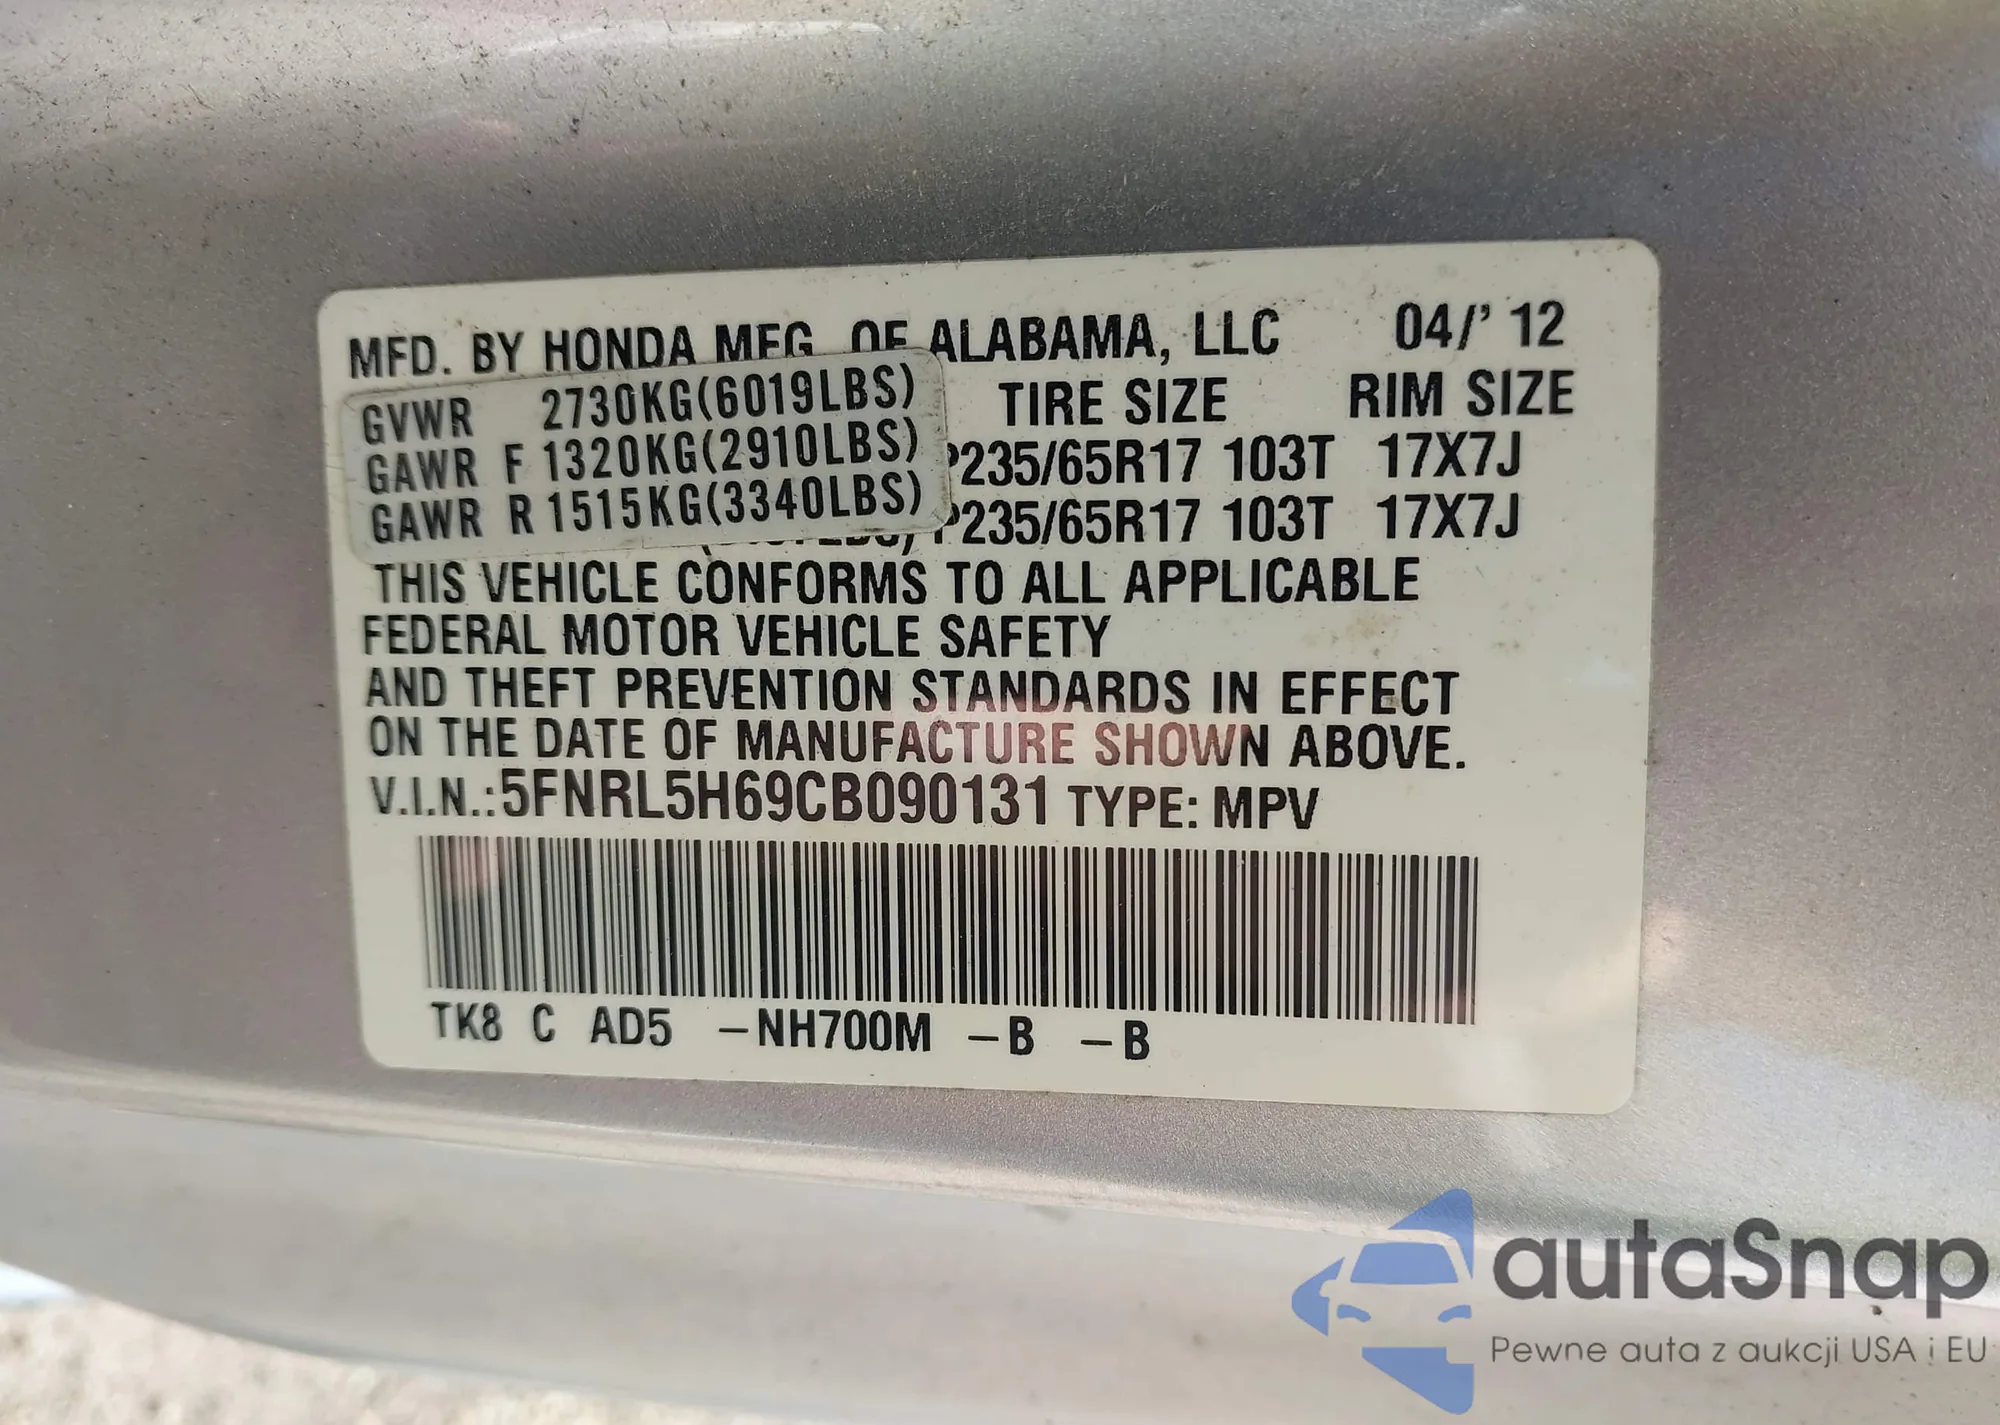 MFD. BY HONDA MFG. OF ALABAMA, LLC 04/' 12
TIRE SIZE RIM SIZE
GVWR 2730KG(6019LBS)
GAWR F 1320KG(2910LBS) P235/65R17 103T 17X7J
GAWR R 1515KG(3340LBS) P235/65R17 103T 17X7J
THIS VEHICLE CONFORMS TO ALL APPLICABLE
FEDERAL MOTOR VEHICLE SAFETY
AND THEFT PREVENTION STANDARDS IN EFFECT
ON THE DATE OF MANUFACTURE SHOWN ABOVE.
V.I.N.:5FNRL5H69CB090131 TYPE: MPV
TK8 C AD5 -NH700M -B -B
autaSnap
Pewne auta z aukcji USA i EU